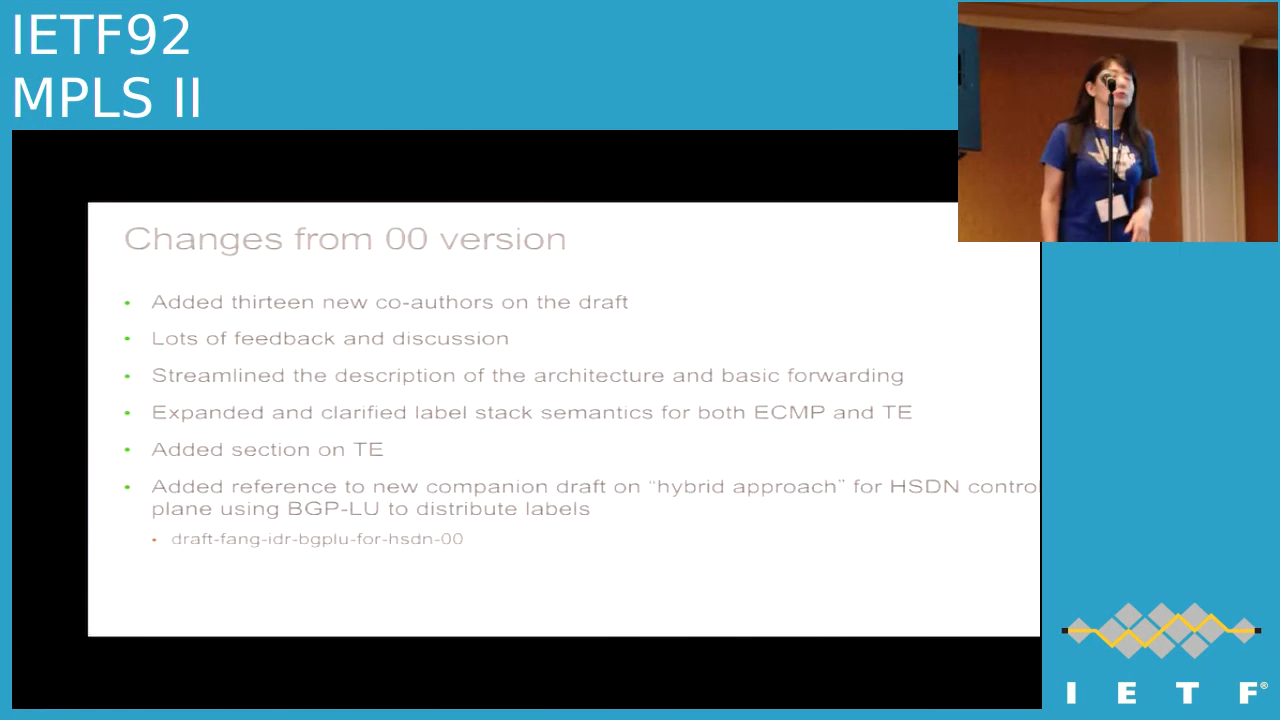 IETF92
MPLS II
Changes from 00 version
• Added thirteen new co-authors on the draft
• Lots of feedback and discussion
• Streamlined the description of the architecture and basic forwarding
• Expanded and clarified label stack semantics for both ECMP and TE
• Added section on TE
• Added reference to new companion draft on “hybrid approach” for HSDN control
plane using BGP-LU to distribute labels
• draft-fang-idr-bgplu-for-hsdn-00
I E T F®